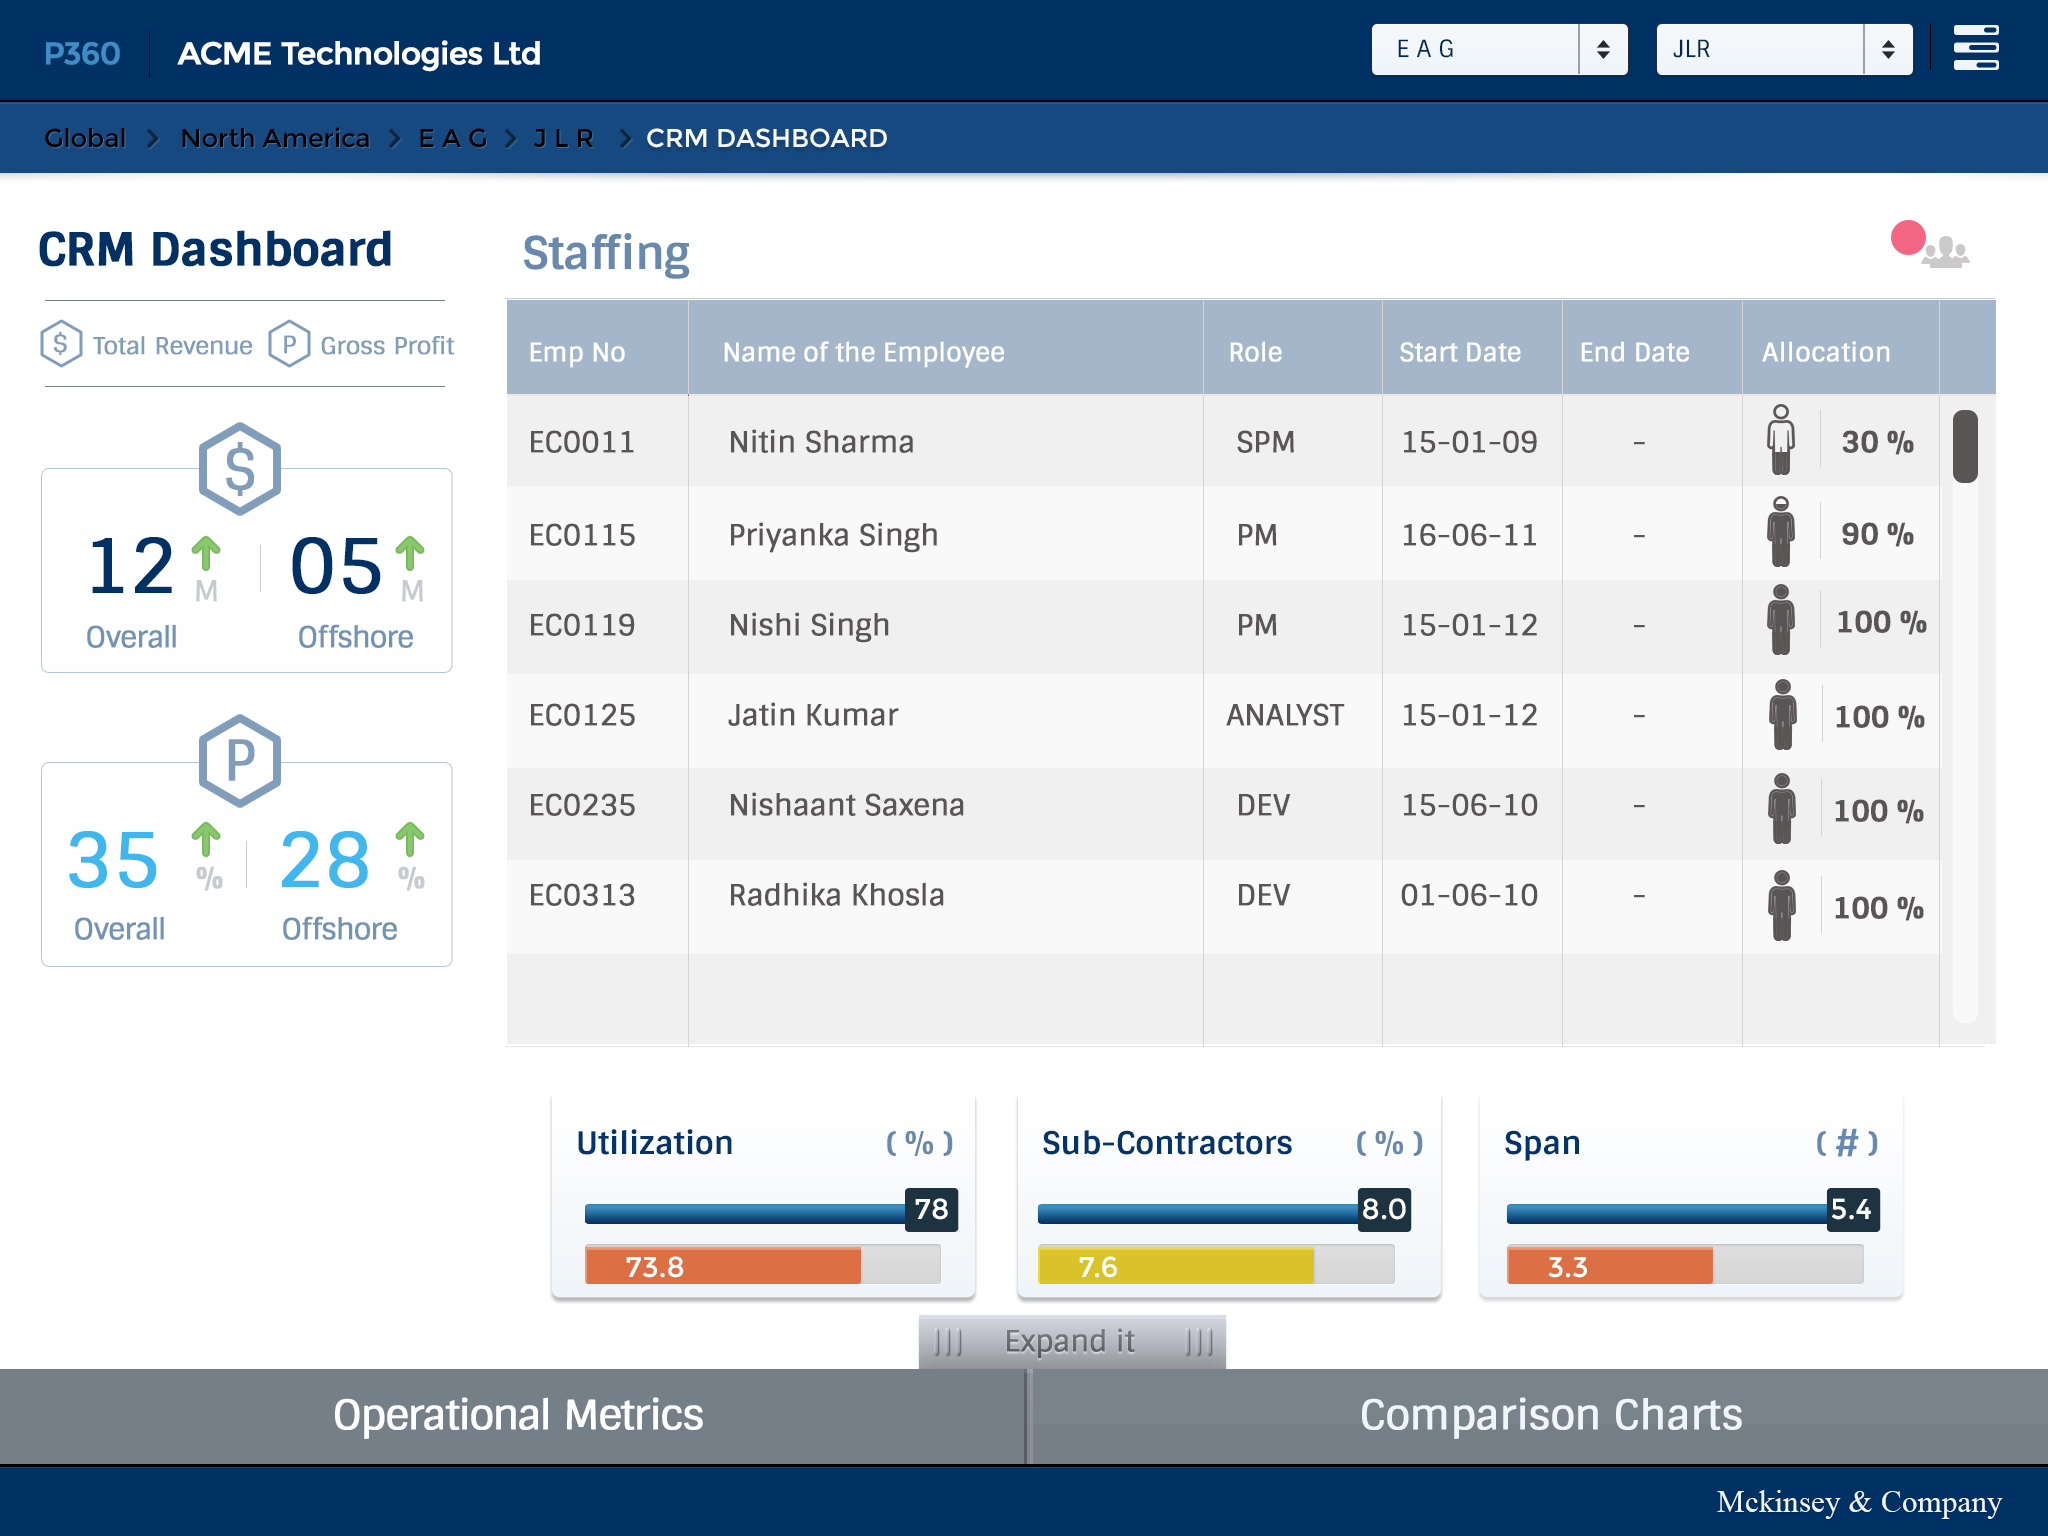 P360 ACME Technologies Ltd E A G JLR
Global North America E A G J L R CRM DASHBOARD
CRM Dashboard
$ Total Revenue P Gross Profit
$
12 M 05 M
Overall Offshore
P
35 % 28 %
Overall Offshore
Staffing
Emp No Name of the Employee Role Start Date End Date Allocation
EC0011 Nitin Sharma SPM 15-01-09 - 30 %
EC0115 Priyanka Singh PM 16-06-11 - 90 %
EC0119 Nishi Singh PM 15-01-12 - 100 %
EC0125 Jatin Kumar ANALYST 15-01-12 - 100 %
EC0235 Nishaant Saxena DEV 15-06-10 - 100 %
EC0313 Radhika Khosla DEV 01-06-10 - 100 %
Utilization ( % )
78
73.8
Sub-Contractors ( % )
8.0
7.6
Span ( # )
5.4
3.3
Expand it
Operational Metrics Comparison Charts
Mckinsey & Company